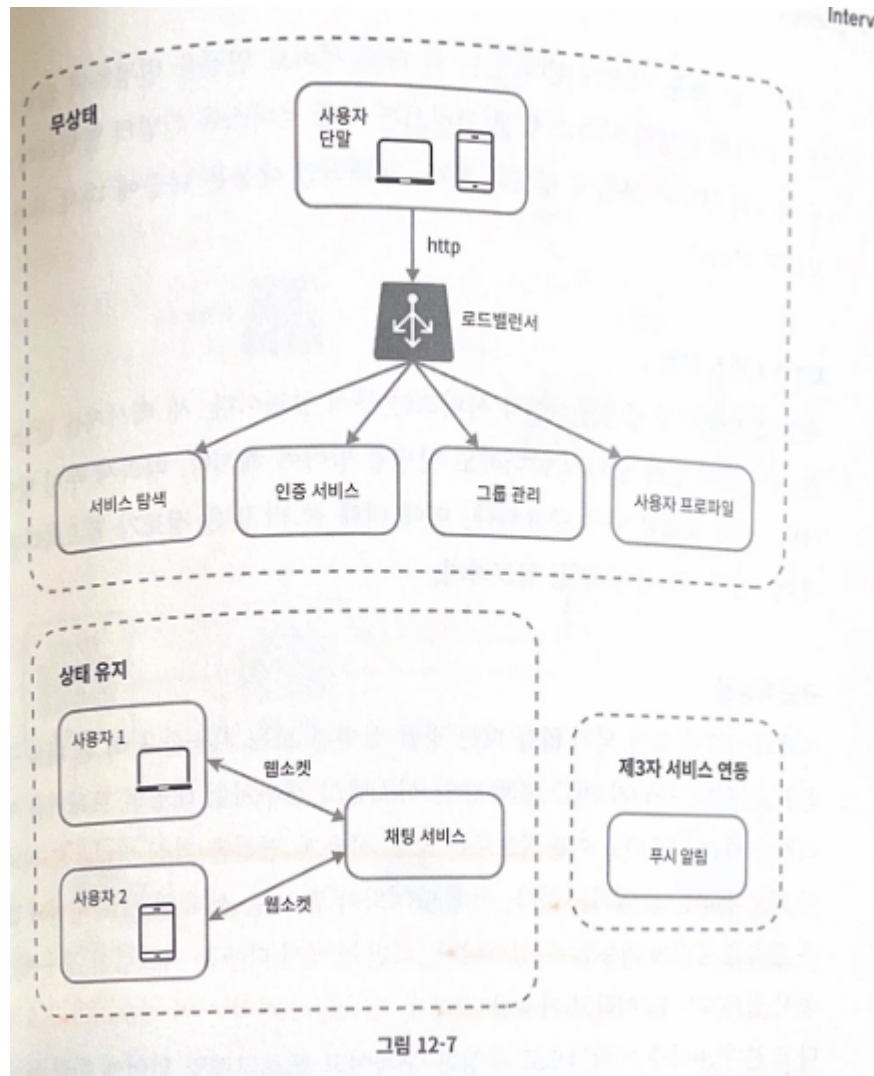 Interv
무상태
사용자
단말
http
로드밸런서
서비스 탐색
인증 서비스
그룹 관리
사용자 프로파일
상태 유지
사용자 1
웹소켓
채팅 서비스
사용자 2
웹소켓
제3자 서비스 연동
푸시 알림
그림 12-7